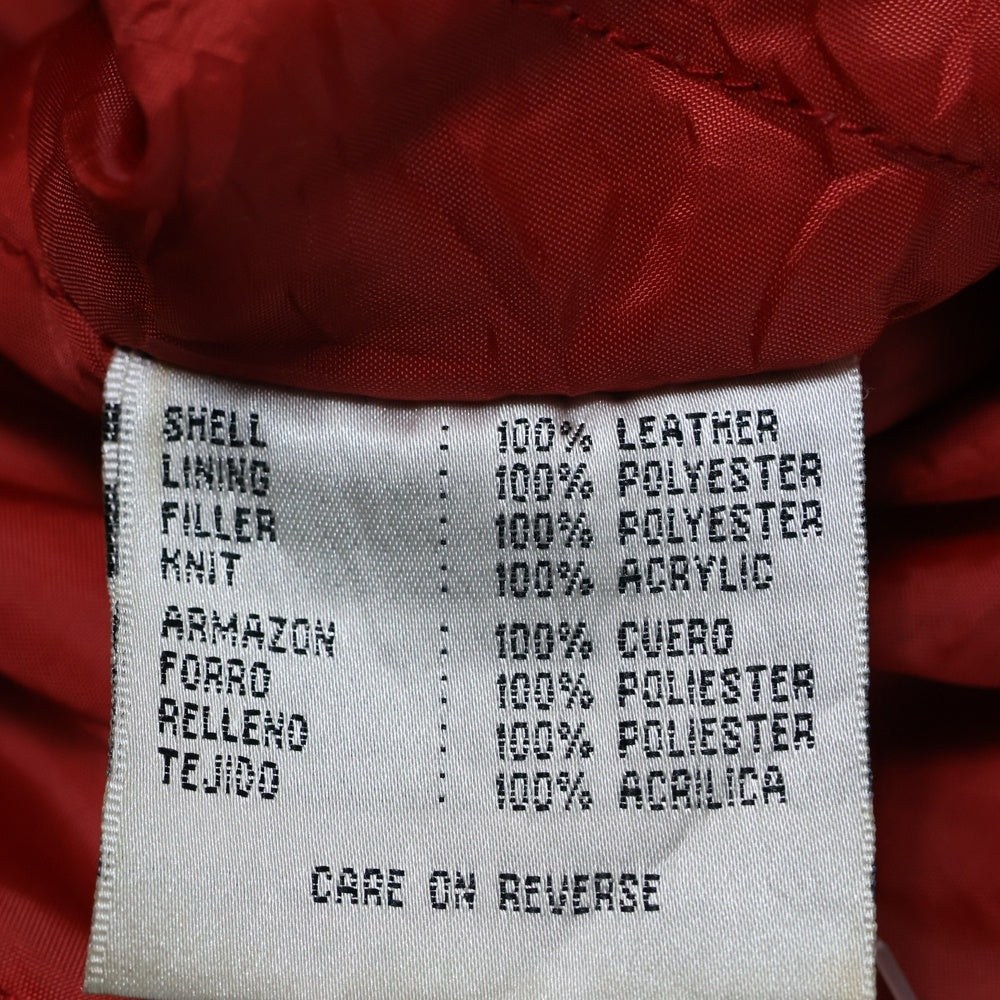 SHELL : 100% LEATHER
LINING : 100% POLYESTER
FILLER : 100% POLYESTER
KNIT : 100% ACRYLIC
ARMAZON : 100% CUERO
FORRO : 100% POLIESTER
RELLENO : 100% POLIESTER
TEJIDO : 100% ACRILICA
CARE ON REVERSE